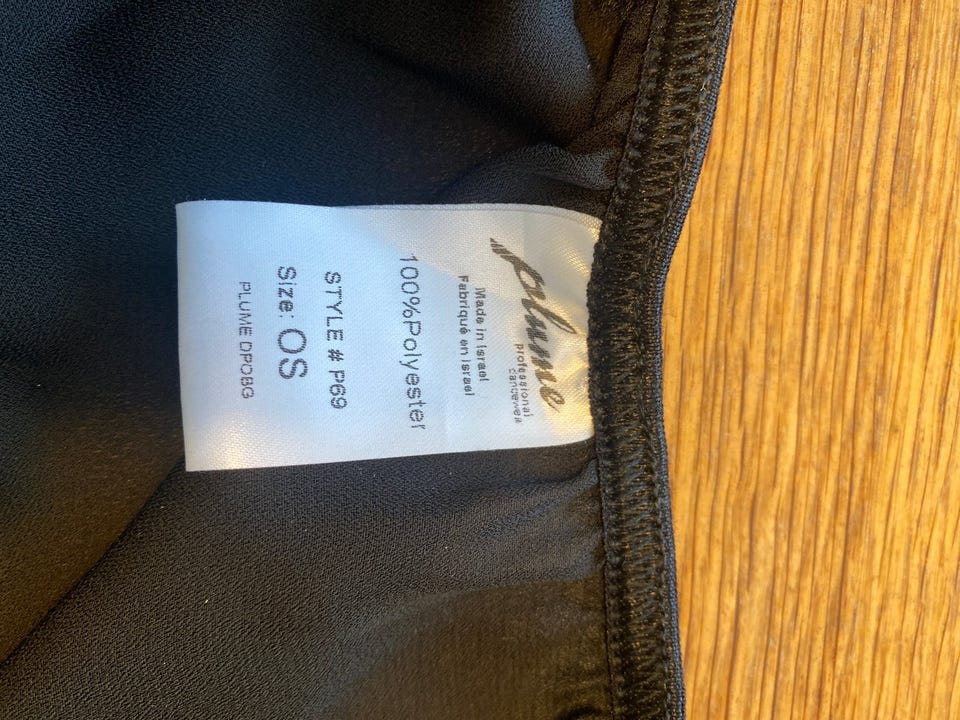 plume
professional
dancewear
Made in Israel
Fabriqué en Israel
100%Polyester
STYLE # P69
Size: OS
PLUME DPOBG